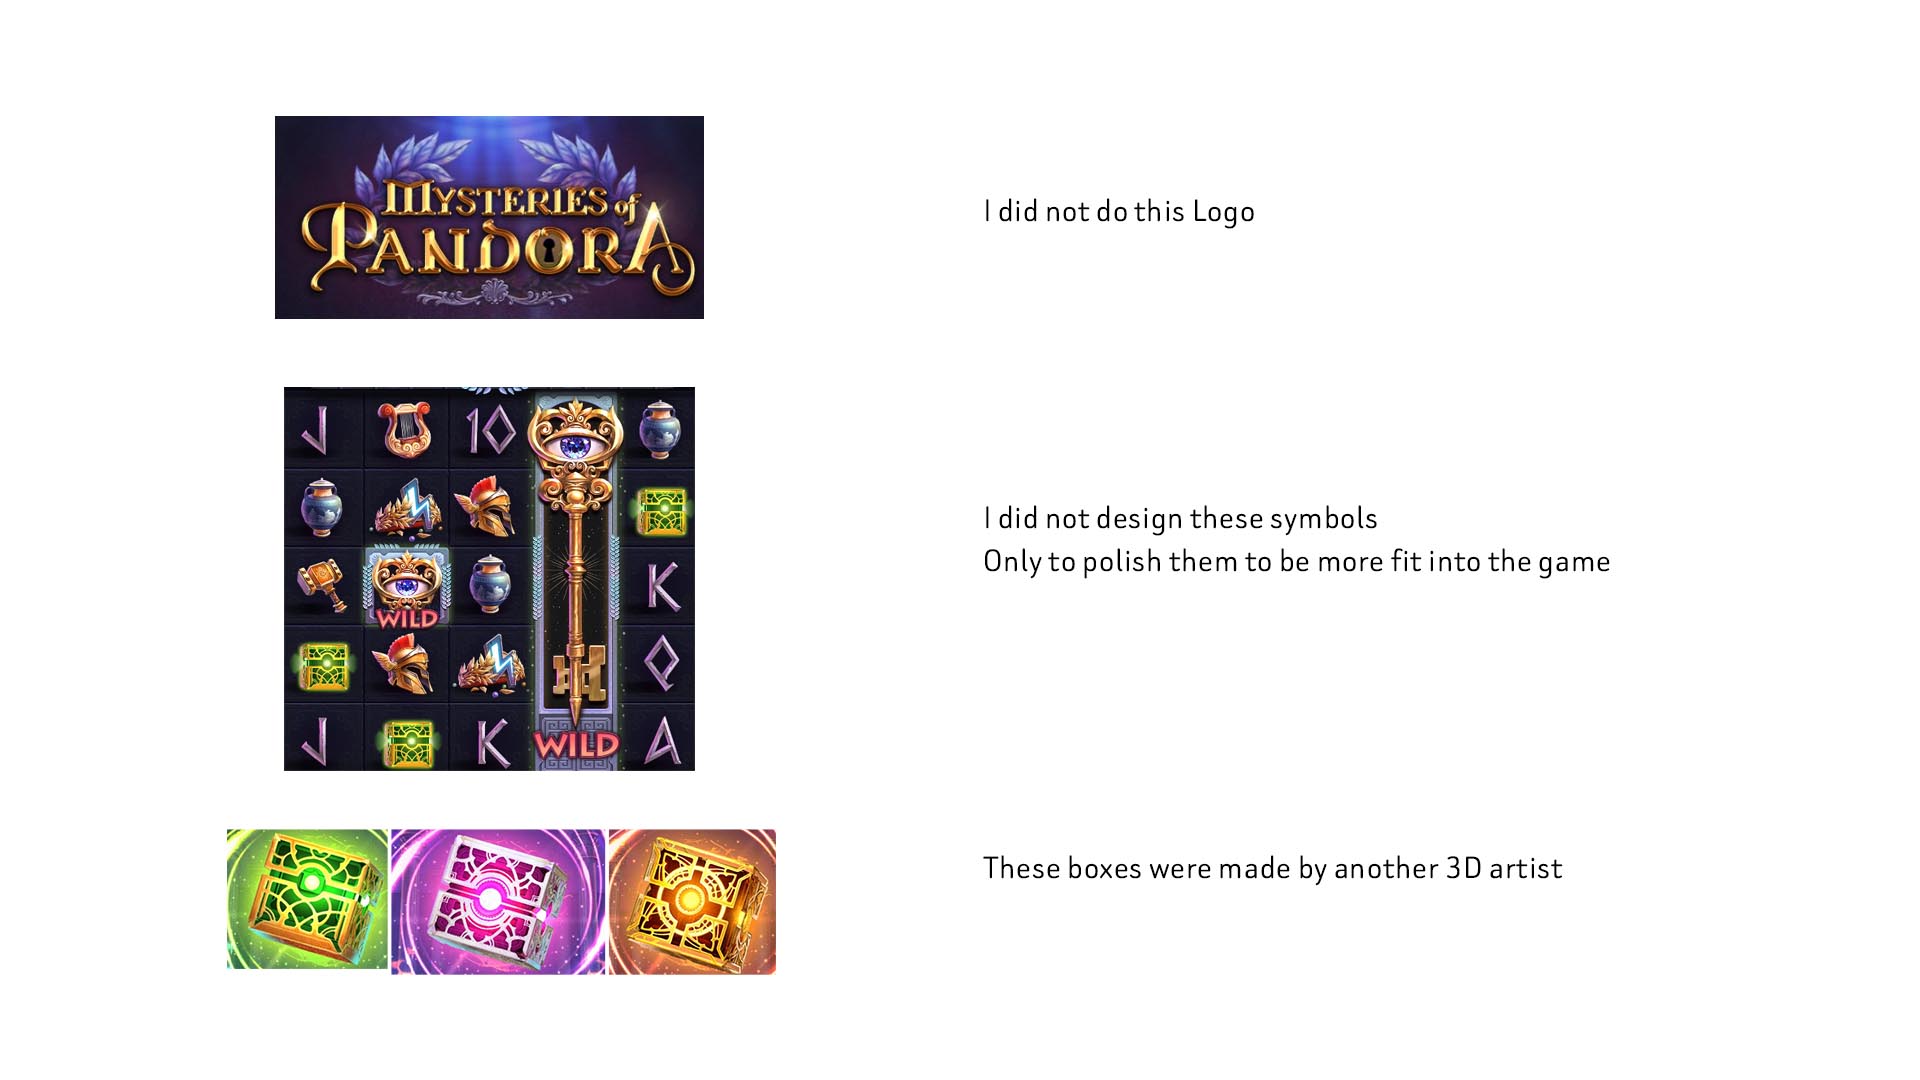 MYSTERIES of
PANDORA
I did not do this Logo
J 10
WILD K
Q
J K WILD A
I did not design these symbols
Only to polish them to be more fit into the game
These boxes were made by another 3D artist